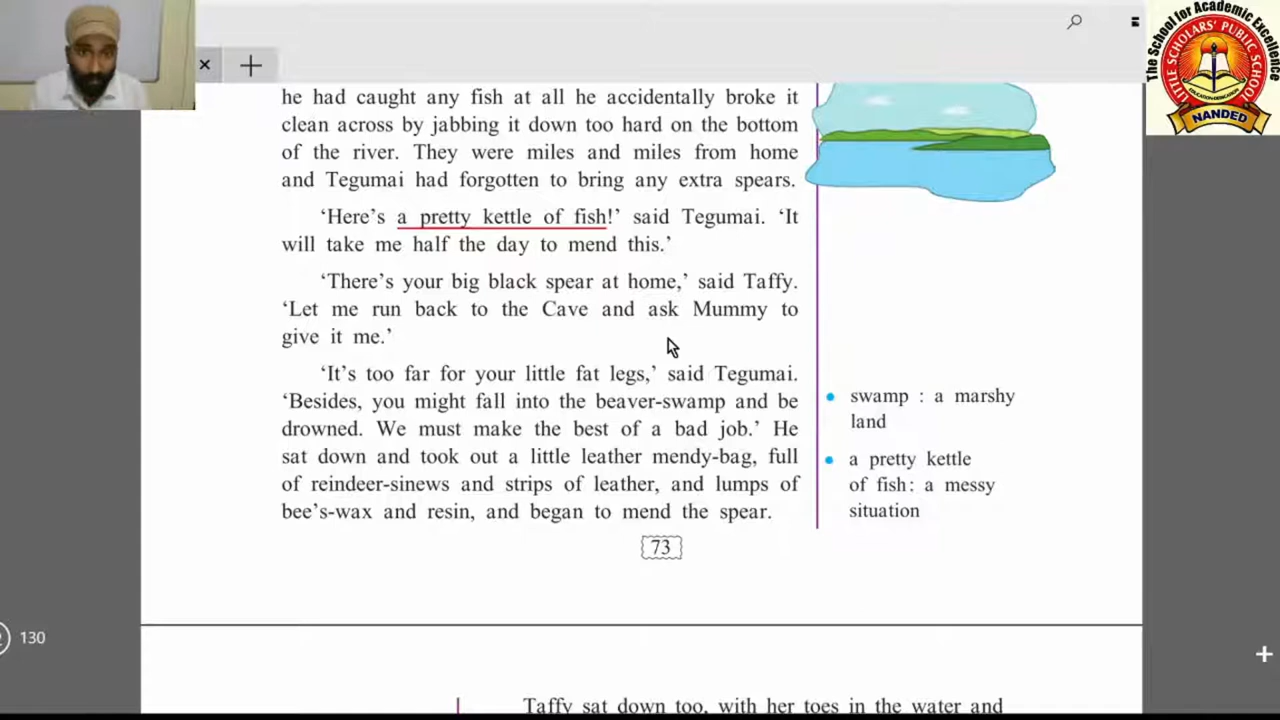 he had caught any fish at all he accidentally broke it
clean across by jabbing it down too hard on the bottom
of the river. They were miles and miles from home
and Tegumai had forgotten to bring any extra spears.
‘Here’s a pretty kettle of fish!’ said Tegumai. ‘It
will take me half the day to mend this.’
‘There’s your big black spear at home,’ said Taffy.
‘Let me run back to the Cave and ask Mummy to
give it me.’
‘It’s too far for your little fat legs,’ said Tegumai.
‘Besides, you might fall into the beaver-swamp and be
drowned. We must make the best of a bad job.’ He
sat down and took out a little leather mendy-bag, full
of reindeer-sinews and strips of leather, and lumps of
bee’s-wax and resin, and began to mend the spear.
73
swamp : a marshy
land
a pretty kettle
of fish: a messy
situation
130
Taffy sat down too, with her toes in the water and
The School for Academic Excellence
LITTLE SCHOLARS' PUBLIC SCHOOL
EDUCATION-DEDICATION
NANDED